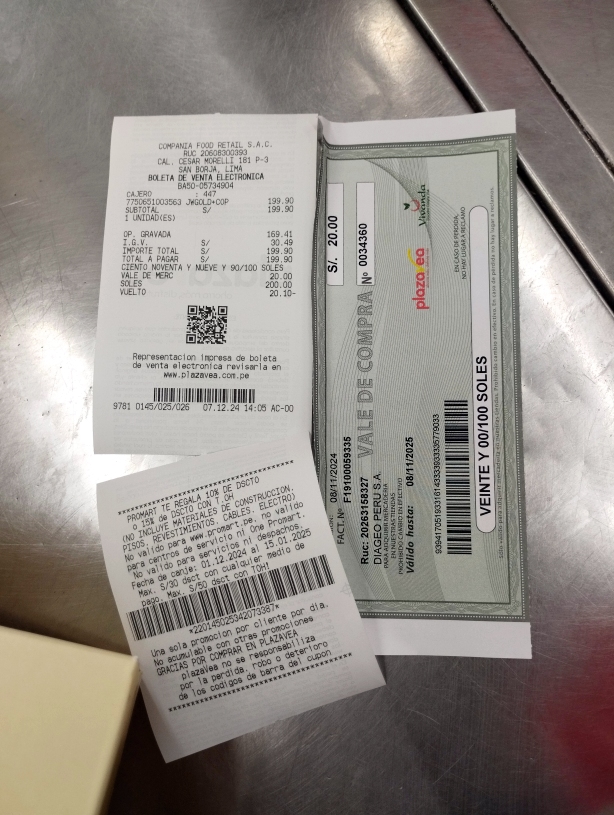 COMPANIA FOOD RETAIL S.A.C.
RUC 20608300393
CAL. CESAR MORELLI 181 P-3
SAN BORJA, LIMA
BOLETA DE VENTA ELECTRONICA
BA50-05734904
CAJERO : 447
7750651003563 JWGOLD+COP 199.90
SUBTOTAL S/ 199.90
1 UNIDAD(ES)
OP. GRAVADA 169.41
I.G.V. S/ 30.49
IMPORTE TOTAL S/ 199.90
TOTAL A PAGAR S/ 199.90
CIENTO NOVENTA Y NUEVE Y 90/100 SOLES
VALE DE MERC 20.00
SOLES 200.00
VUELTO 20.10-
Representacion impresa de boleta
de venta electronica revisarla en
www.plazavea.com.pe
9781 0145/025/026 07.12.24 14:05 AC-DO
PROMART TE REGALA 10% DE DSCTO
O 15% de DSCTO CON T.OH
(NO INCLUYE MATERIALES DE CONSTRUCCION,
PISOS, REVESTIMIENTOS, CABLES, ELECTRO)
No valido para www.promart.pe, no valido
para centros de servicio ni One Promart.
No valido para servicios ni despachos.
Fecha de canje: 01.12.2024 al 15.01.2025
Max. S/30 dsct con cualquier medio de
pago. Max. S/50 dsct con TOH!
*220145025342073387*
Una sola promocion por cliente por dia.
No acumulable con otras promociones
GRACIAS POR COMPRAR EN PLAZAVEA
plazaVea no se responsabiliza
por la perdida, robo o deterioro
de los codigos de barra del cupon
S/. 20.00
Nº 0034360
VALE DE COMPRA
plazavea
Vivanda
EN CASO DE PÉRDIDA,
NO HAY LUGAR A RECLAMO
08/11/2024
FACT. Nº F19100059335
Ruc: 20263158327
DIAGEO PERU S.A.
PARA ADQUIRIR MERCADERIA
EN NUESTRAS TIENDAS
PROHIBIDO CAMBIO EN EFECTIVO
Válido hasta: 08/11/2025
VEINTE Y 00/100 SOLES